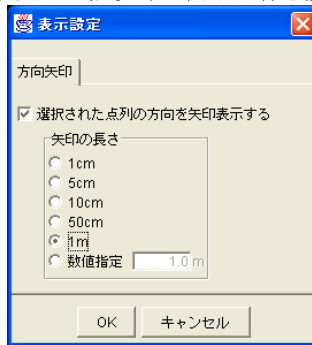 表示設定
方向矢印
選択された点列の方向を矢印表示する
矢印の長さ
1cm
5cm
10cm
50cm
1m
数値指定 1.0 m
OK キャンセル